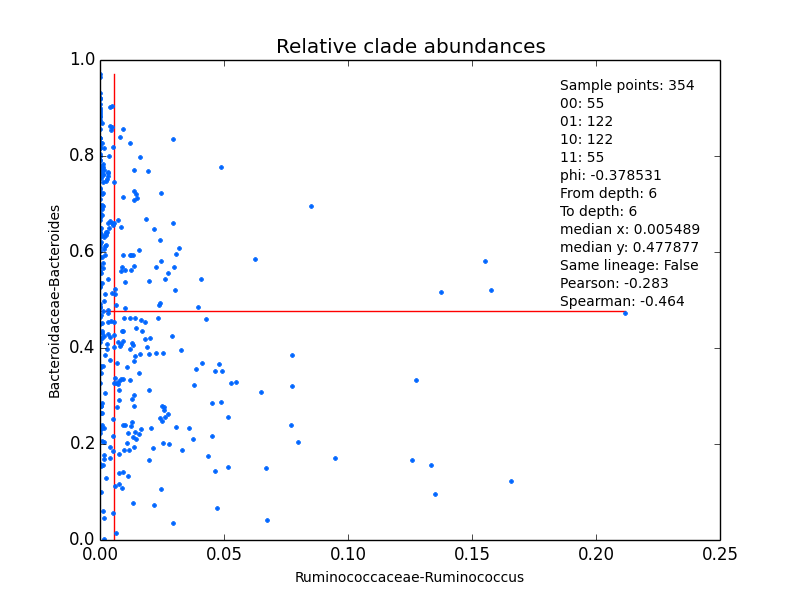 Relative clade abundances
1.0
0.8
0.6
0.4
0.2
0.0
Bacteroidaceae-Bacteroides
Sample points: 354
00: 55
01: 122
10: 122
11: 55
phi: -0.378531
From depth: 6
To depth: 6
median x: 0.005489
median y: 0.477877
Same lineage: False
Pearson: -0.283
Spearman: -0.464
0.00 0.05 0.10 0.15 0.20 0.25
Ruminococcaceae-Ruminococcus